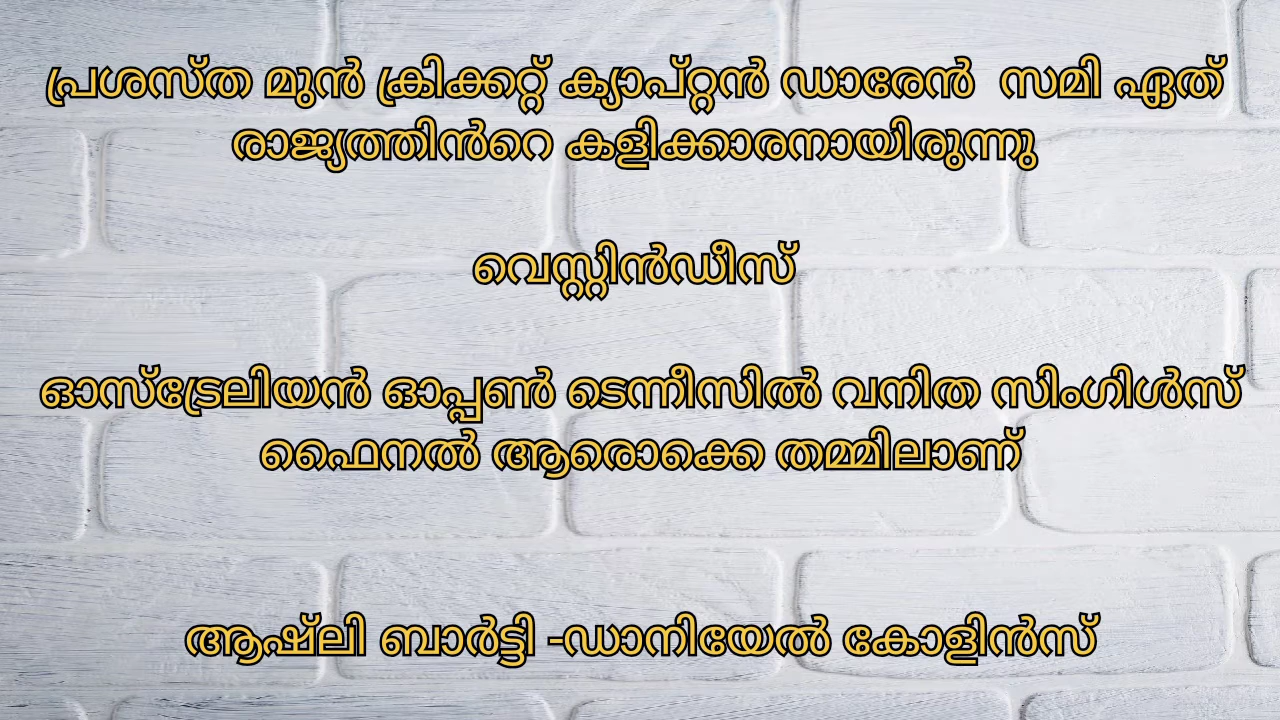 പ്രശസ്ത മുൻ ക്രിക്കറ്റ് ക്യാപ്റ്റൻ ഡാരേൻ സമി ഏത്
രാജ്യത്തിൻറെ കളിക്കാരനായിരുന്നു
വെസ്റ്റിൻഡീസ്
ഓസ്ട്രേലിയൻ ഓപ്പൺ ടെന്നീസിൽ വനിത സിംഗിൾസ്
ഫൈനൽ ആരൊക്കെ തമ്മിലാണ്
ആഷ്ലി ബാർട്ടി -ഡാനിയേൽ കോളിൻസ്